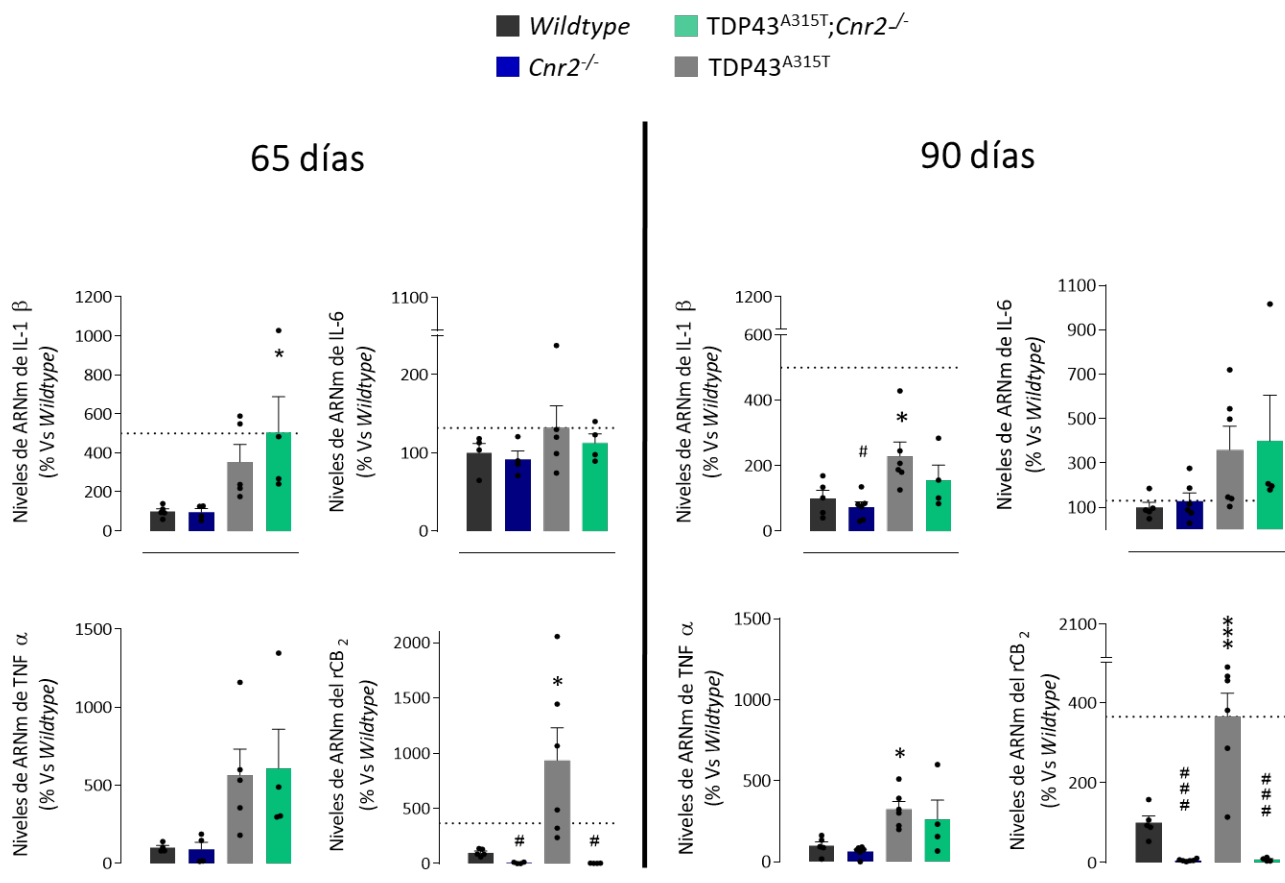 Wildtype
TDP43A315T;Cnr2-/-
Cnr2-/-
TDP43A315T
65 días
90 días
Niveles de ARNm de IL-1 β
(% Vs Wildtype)
1200
1000
800
600
400
200
0
*
Niveles de ARNm de IL-6
(% Vs Wildtype)
1100
200
100
0
Niveles de ARNm de IL-1 β
(% Vs Wildtype)
1200
600
400
200
0
#
*
Niveles de ARNm de IL-6
(% Vs Wildtype)
1100
900
700
500
300
100
Niveles de ARNm de TNF α
(% Vs Wildtype)
1500
1000
500
0
Niveles de ARNm del rCB 2
(% Vs Wildtype)
2000
1500
1000
500
0
#
*
#
Niveles de ARNm de TNF α
(% Vs Wildtype)
1500
1000
500
0
*
Niveles de ARNm del rCB 2
(% Vs Wildtype)
2100
400
200
0
###
***
###